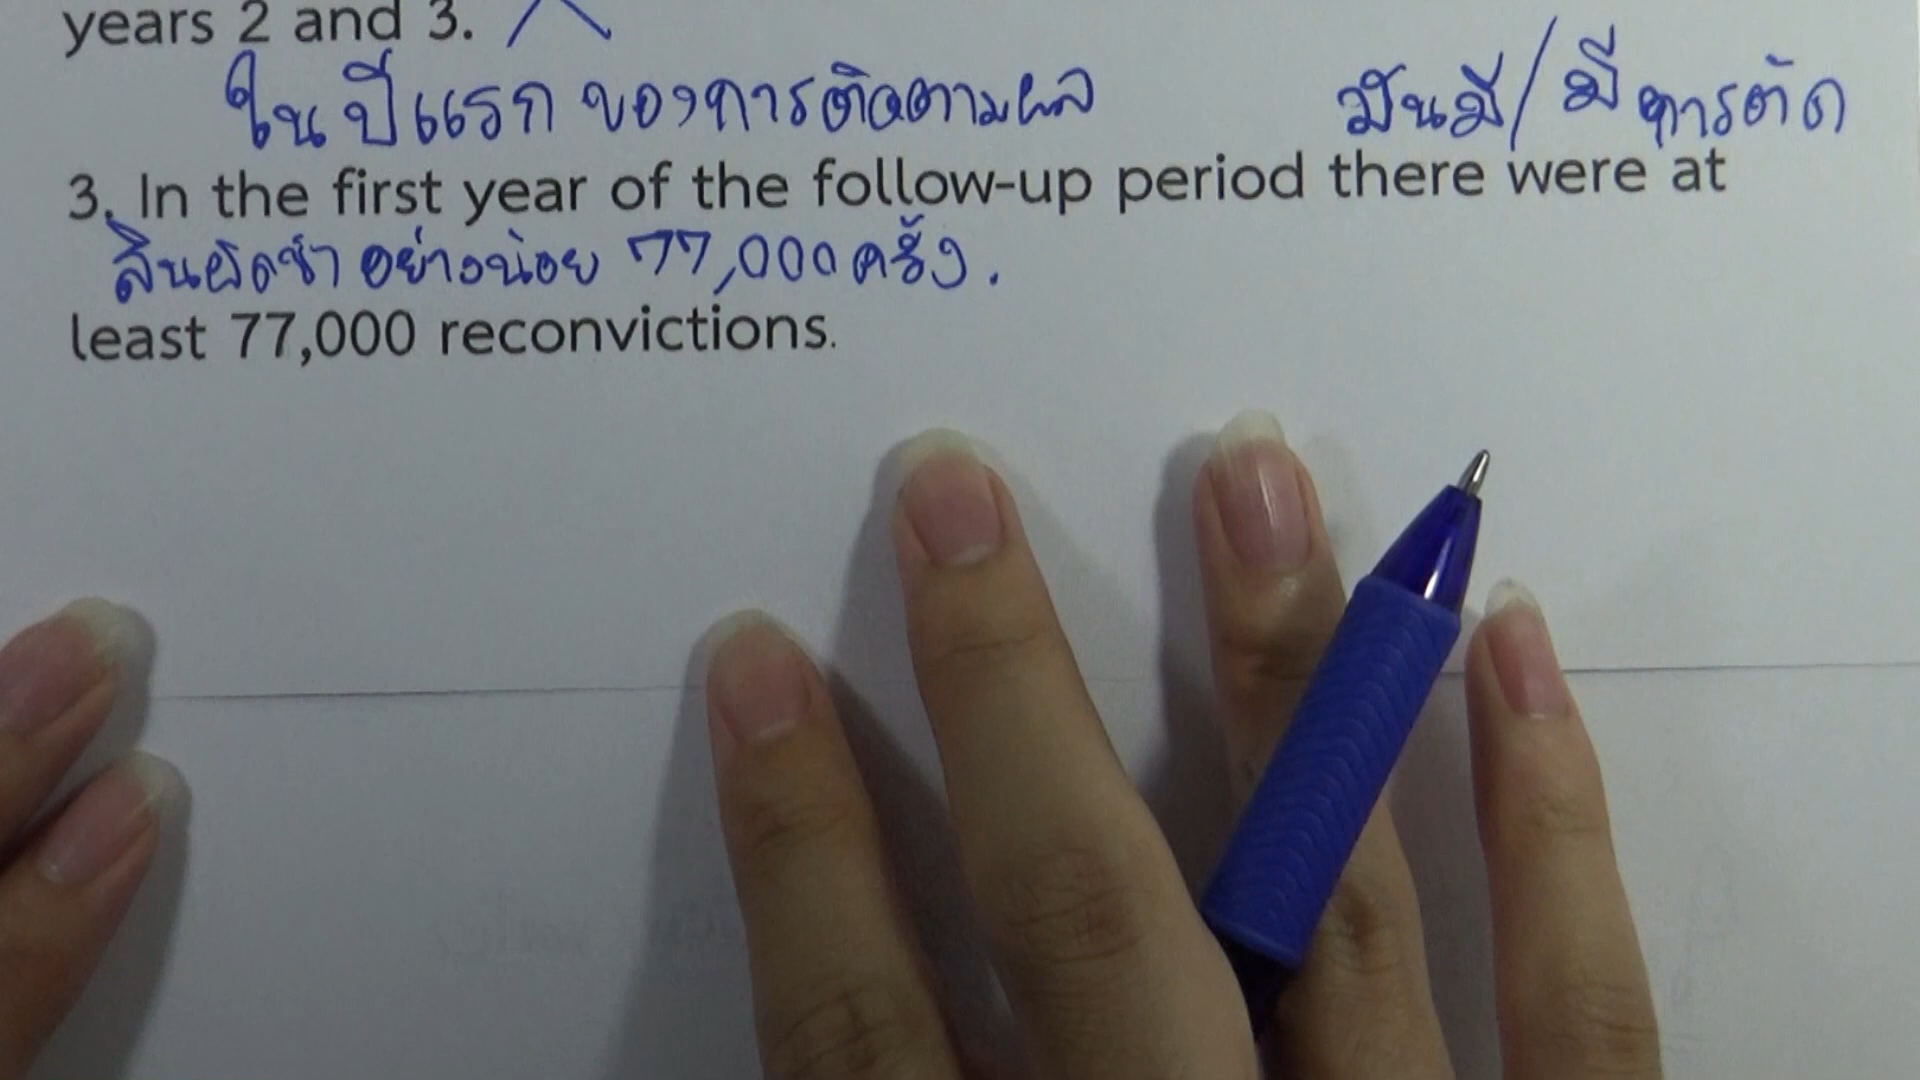 years 2 and 3.
ในปีแรก ของการติดตามผล มันมี/มี การตัด
3. In the first year of the follow-up period there were at
สินผิดซ้ำ อย่างน้อย 77,000 ครั้ง.
least 77,000 reconvictions.